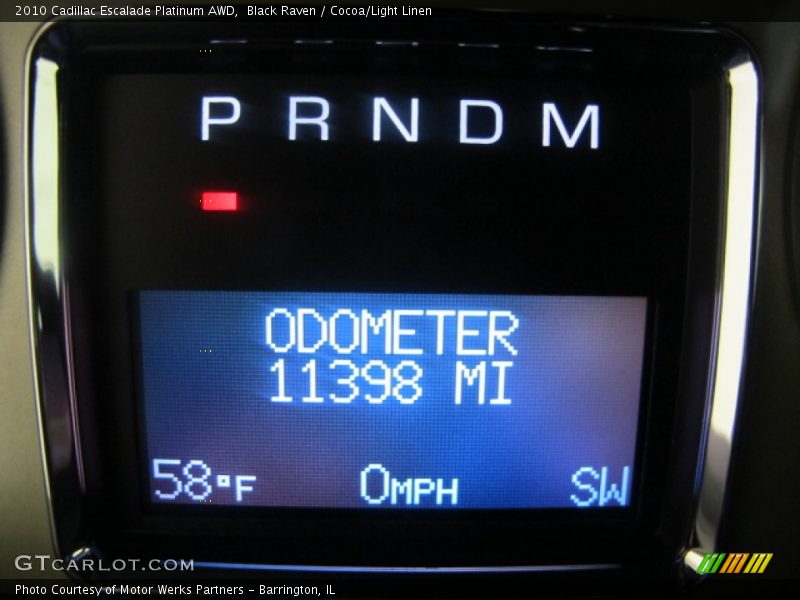 2010 Cadillac Escalade Platinum AWD,  Black Raven / Cocoa/Light Linen
P R N D M
ODOMETER
11398 MI
58°F 0MPH SW
GTCARLOT.COM
Photo Courtesy of Motor Werks Partners - Barrington, IL